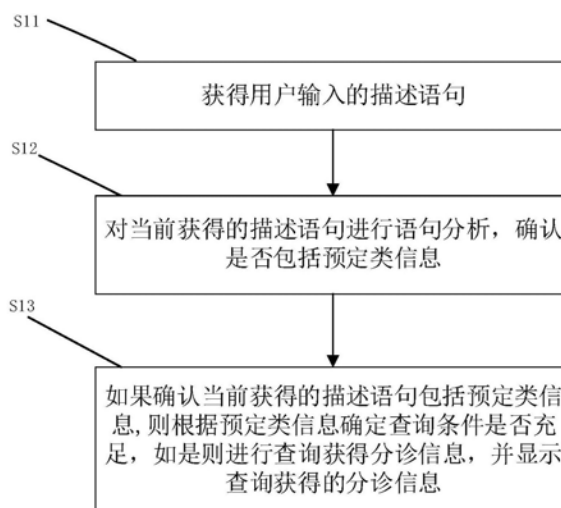 S11
获得用户输入的描述语句
S12
对当前获得的描述语句进行语句分析，确认
是否包括预定类信息
S13
如果确认当前获得的描述语句包括预定类信
息,则根据预定类信息确定查询条件是否充
足，如是则进行查询获得分诊信息，并显示
查询获得的分诊信息